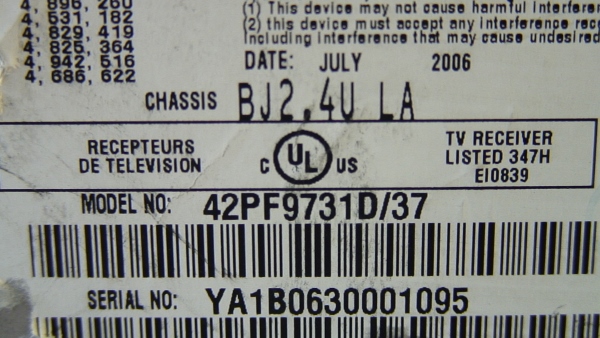 4, 896, 260
4, 531, 182
4, 829, 419
4, 825, 364
4, 942, 516
4, 686, 622
(1) This device may not cause harmful interferen
(2) this device must accept any interference rec
including interference that may cause undesired
DATE: JULY 2006
CHASSIS BJ2.4U LA
RECEPTEURS
DE TELEVISION
C UL US
TV RECEIVER
LISTED 347H
EI0839
MODEL NO: 42PF9731D/37
SERIAL NO: YA1B0630001095